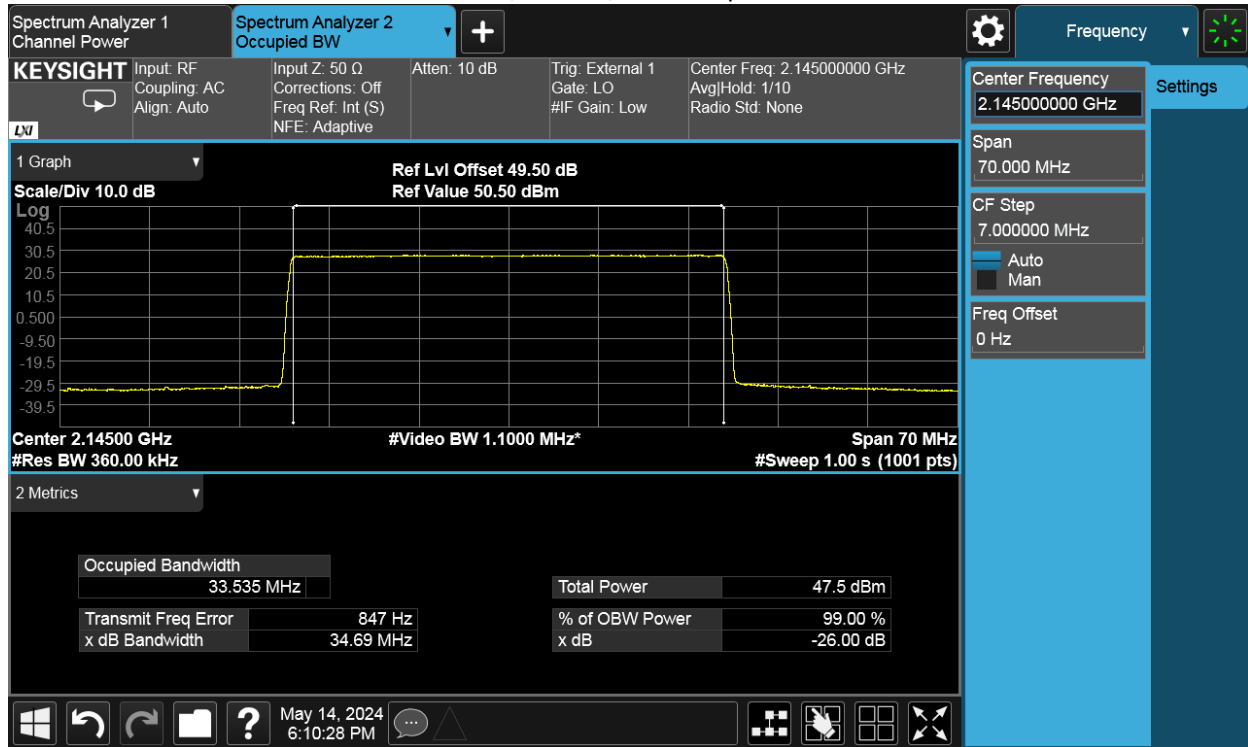 Spectrum Analyzer 1
Channel Power
Spectrum Analyzer 2
Occupied BW
Frequency
KEYSIGHT
LXI
Input: RF
Coupling: AC
Align: Auto
Input Z: 50 Ω
Corrections: Off
Freq Ref: Int (S)
NFE: Adaptive
Atten: 10 dB
Trig: External 1
Gate: LO
#IF Gain: Low
Center Freq: 2.145000000 GHz
Avg|Hold: 1/10
Radio Std: None
Center Frequency
2.145000000 GHz
Settings
Span
70.000 MHz
CF Step
7.000000 MHz
Auto
Man
Freq Offset
0 Hz
1 Graph
Scale/Div 10.0 dB
Ref Lvl Offset 49.50 dB
Ref Value 50.50 dBm
Log
40.5
30.5
20.5
10.5
0.500
-9.50
-19.5
-29.5
-39.5
Center 2.14500 GHz
#Res BW 360.00 kHz
#Video BW 1.1000 MHz*
Span 70 MHz
#Sweep 1.00 s (1001 pts)
2 Metrics
Occupied Bandwidth
33.535 MHz
Total Power 47.5 dBm
Transmit Freq Error 847 Hz
% of OBW Power 99.00 %
x dB Bandwidth 34.69 MHz
x dB -26.00 dB
?
May 14, 2024
6:10:28 PM